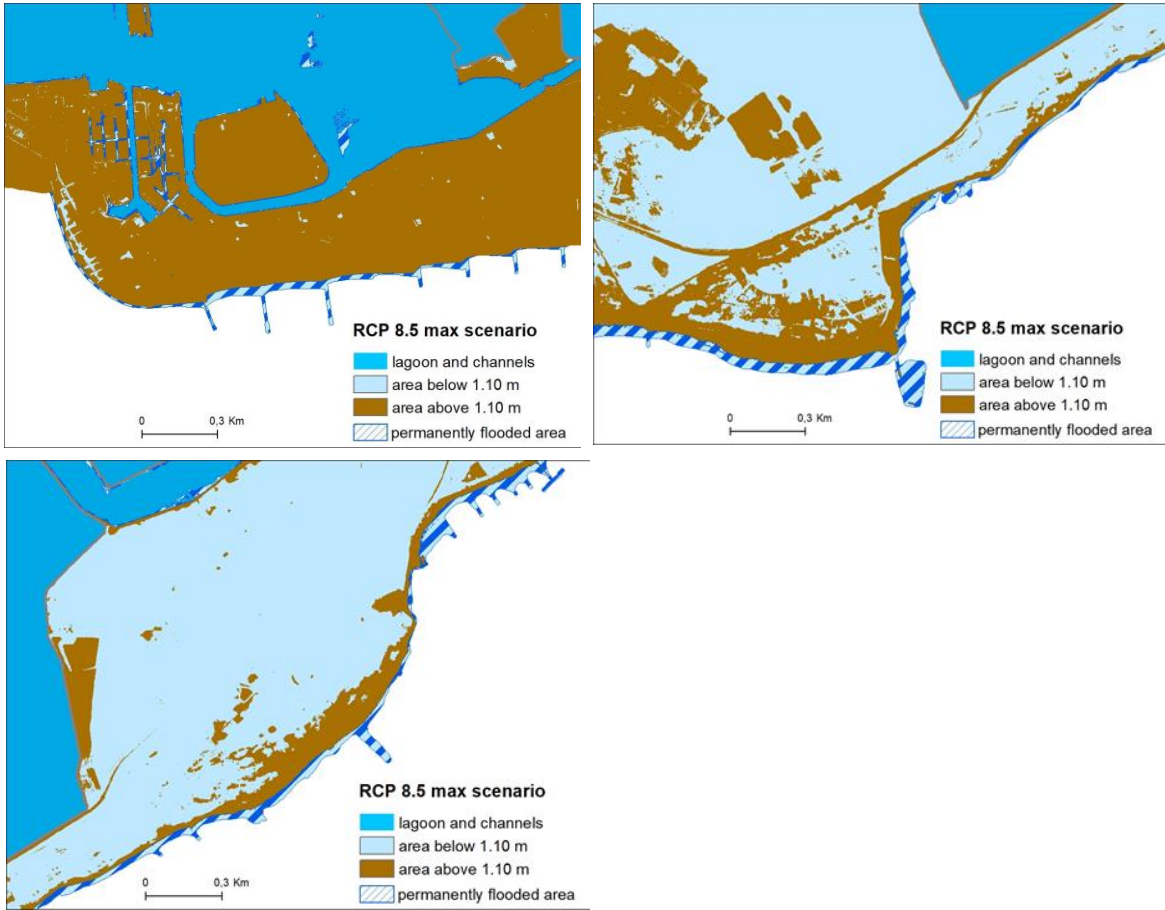 RCP 8.5 max scenario
lagoon and channels
area below 1.10 m
area above 1.10 m
permanently flooded area
0 0,3 Km
RCP 8.5 max scenario
lagoon and channels
area below 1.10 m
area above 1.10 m
permanently flooded area
0 0,3 Km
RCP 8.5 max scenario
lagoon and channels
area below 1.10 m
area above 1.10 m
permanently flooded area
0 0,3 Km